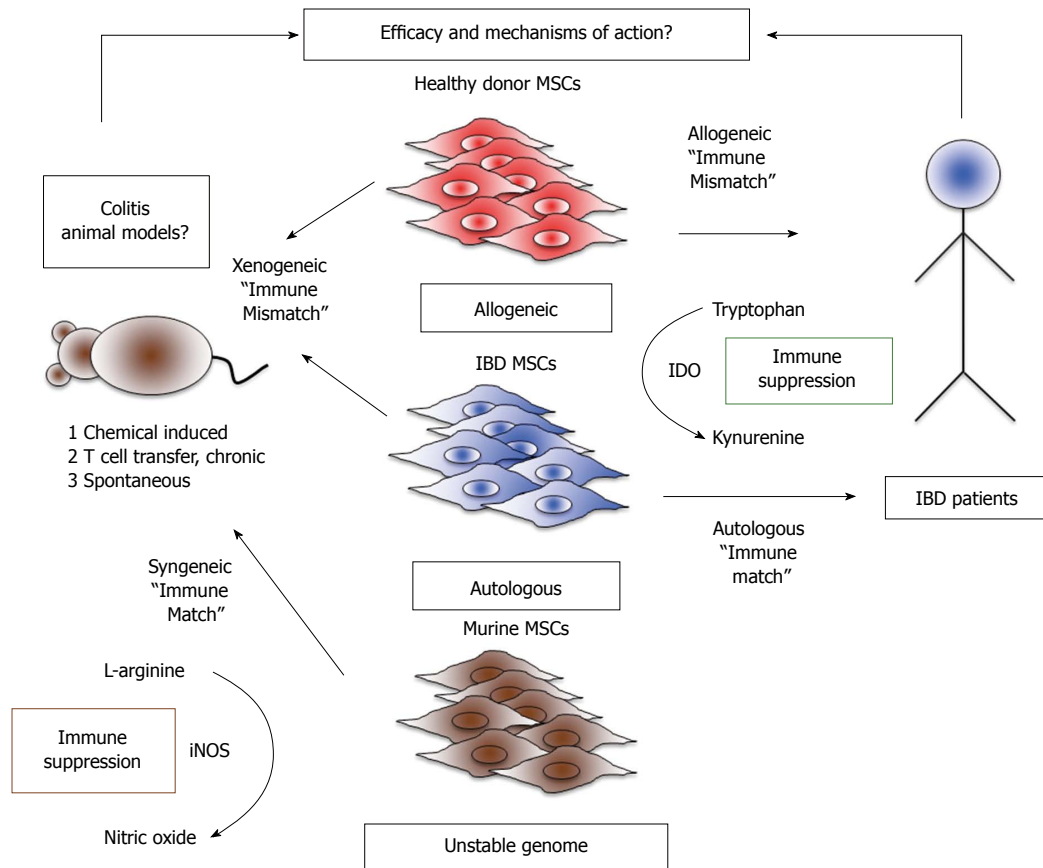 Efficacy and mechanisms of action?
Healthy donor MSCs
Allogeneic
“Immune
Mismatch”
Colitis
animal models?
Xenogeneic
“Immune
Mismatch”
Allogeneic
Tryptophan
IDO
Immune
suppression
Kynurenine
IBD MSCs
1 Chemical induced
2 T cell transfer, chronic
3 Spontaneous
IBD patients
Autologous
“Immune
match”
Syngeneic
“Immune
Match”
Autologous
Murine MSCs
L-arginine
Immune
suppression
iNOS
Nitric oxide
Unstable genome